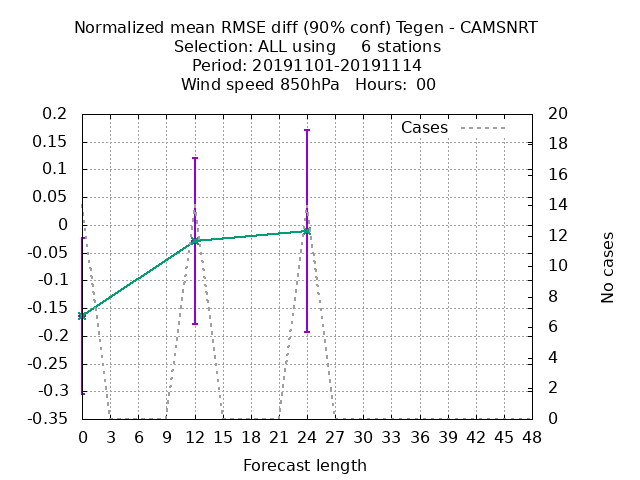 Normalized mean RMSE diff (90% conf) Tegen - CAMSNRT
Selection: ALL using     6 stations
Period: 20191101-20191114
Wind speed 850hPa   Hours:  00
0.2
0.15
0.1
0.05
0
-0.05
-0.1
-0.15
-0.2
-0.25
-0.3
-0.35
Cases
20
18
16
14
12
10
8
6
4
2
0
No cases
0 3 6 9 12 15 18 21 24 27 30 33 36 39 42 45 48
Forecast length